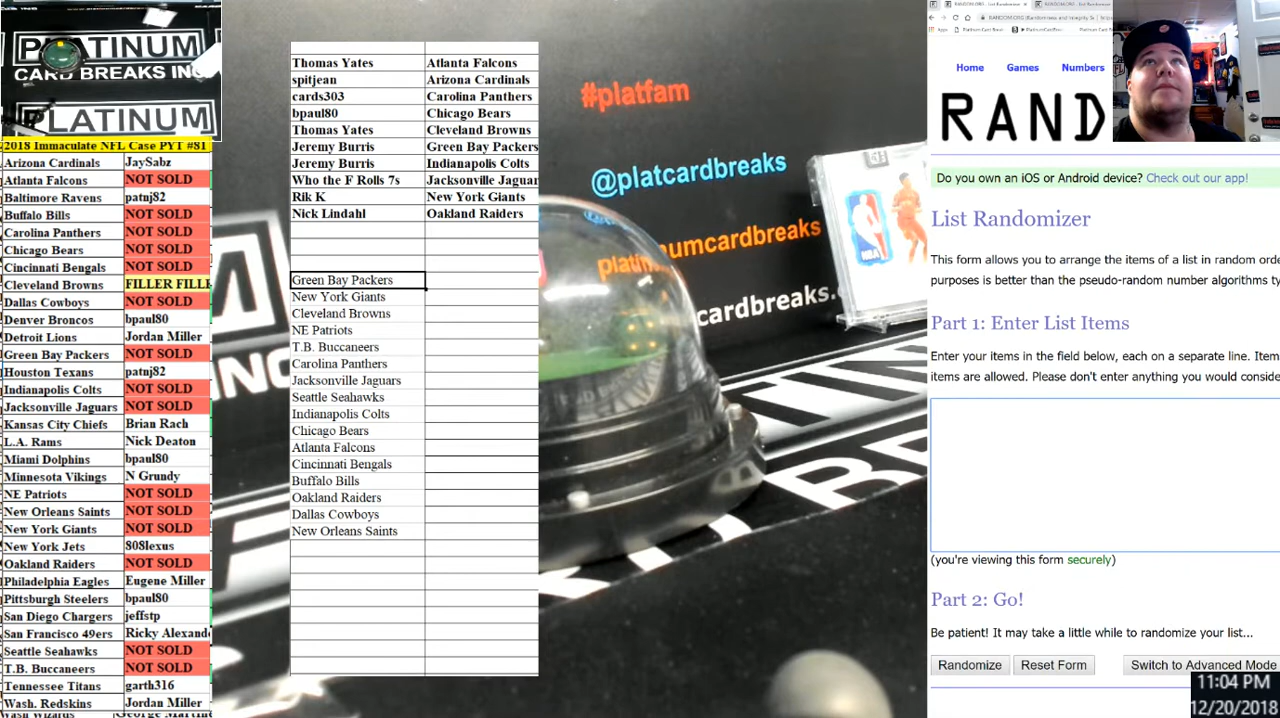 PLATINUM
CARD BREAKS INC
PLATINUM
2018 Immaculate NFL Case PYT #81
Arizona Cardinals JaySabz
Atlanta Falcons NOT SOLD
Baltimore Ravens patnj82
Buffalo Bills NOT SOLD
Carolina Panthers NOT SOLD
Chicago Bears NOT SOLD
Cincinnati Bengals NOT SOLD
Cleveland Browns FILLER FILLE
Dallas Cowboys NOT SOLD
Denver Broncos bpaul80
Detroit Lions Jordan Miller
Green Bay Packers NOT SOLD
Houston Texans patnj82
Indianapolis Colts NOT SOLD
Jacksonville Jaguars NOT SOLD
Kansas City Chiefs Brian Rach
L.A. Rams Nick Deaton
Miami Dolphins bpaul80
Minnesota Vikings N Grundy
NE Patriots NOT SOLD
New Orleans Saints NOT SOLD
New York Giants NOT SOLD
New York Jets 808lexus
Oakland Raiders NOT SOLD
Philadelphia Eagles Eugene Miller
Pittsburgh Steelers bpaul80
San Diego Chargers jeffstp
San Francisco 49ers Ricky Alexand
Seattle Seahawks NOT SOLD
T.B. Buccaneers NOT SOLD
Tennessee Titans garth316
Wash. Redskins Jordan Miller
Thomas Yates Atlanta Falcons
spitjean Arizona Cardinals
cards303 Carolina Panthers
bpaul80 Chicago Bears
Thomas Yates Cleveland Browns
Jeremy Burris Green Bay Packers
Jeremy Burris Indianapolis Colts
Who the F Rolls 7s Jacksonville Jaguar
Rik K New York Giants
Nick Lindahl Oakland Raiders
Green Bay Packers
New York Giants
Cleveland Browns
NE Patriots
T.B. Buccaneers
Carolina Panthers
Jacksonville Jaguars
Seattle Seahawks
Indianapolis Colts
Chicago Bears
Atlanta Falcons
Cincinnati Bengals
Buffalo Bills
Oakland Raiders
Dallas Cowboys
New Orleans Saints
#platfam
@platcardbreaks
platinumcardbreaks
cardbreaks.
NBA
Home Games Numbers
RAND
Do you own an iOS or Android device? Check out our app!
List Randomizer
This form allows you to arrange the items of a list in random orde
purposes is better than the pseudo-random number algorithms ty
Part 1: Enter List Items
Enter your items in the field below, each on a separate line. Item
items are allowed. Please don't enter anything you would conside
(you're viewing this form securely)
Part 2: Go!
Be patient! It may take a little while to randomize your list...
Randomize Reset Form Switch to Advanced Mode
11:04 PM
12/20/2018